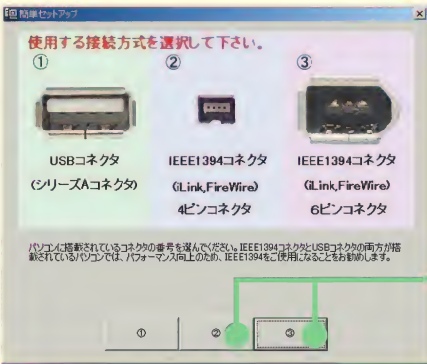 簡単セットアップ
使用する接続方式を選択して下さい。
① ② ③
USBコネクタ IEEE1394コネクタ IEEE1394コネクタ
(シリーズAコネクタ) (iLink,FireWire) (iLink,FireWire)
4ピンコネクタ 6ピンコネクタ
パソコンに搭載されているコネクタの番号を選んでください。IEEE1394コネクタとUSBコネクタの両方が搭
載されているパソコンでは、パフォーマンス向上のため、IEEE1394をご使用になることをお勧めします。
① ② ③